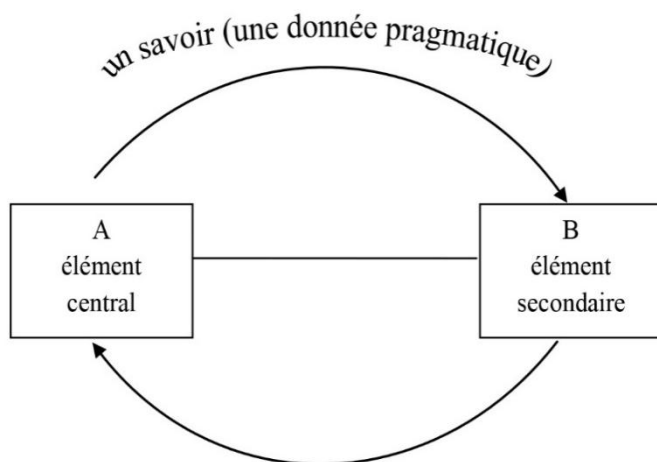 un savoir (une donnée pragmatique)
A
élément
central
B
élément
secondaire